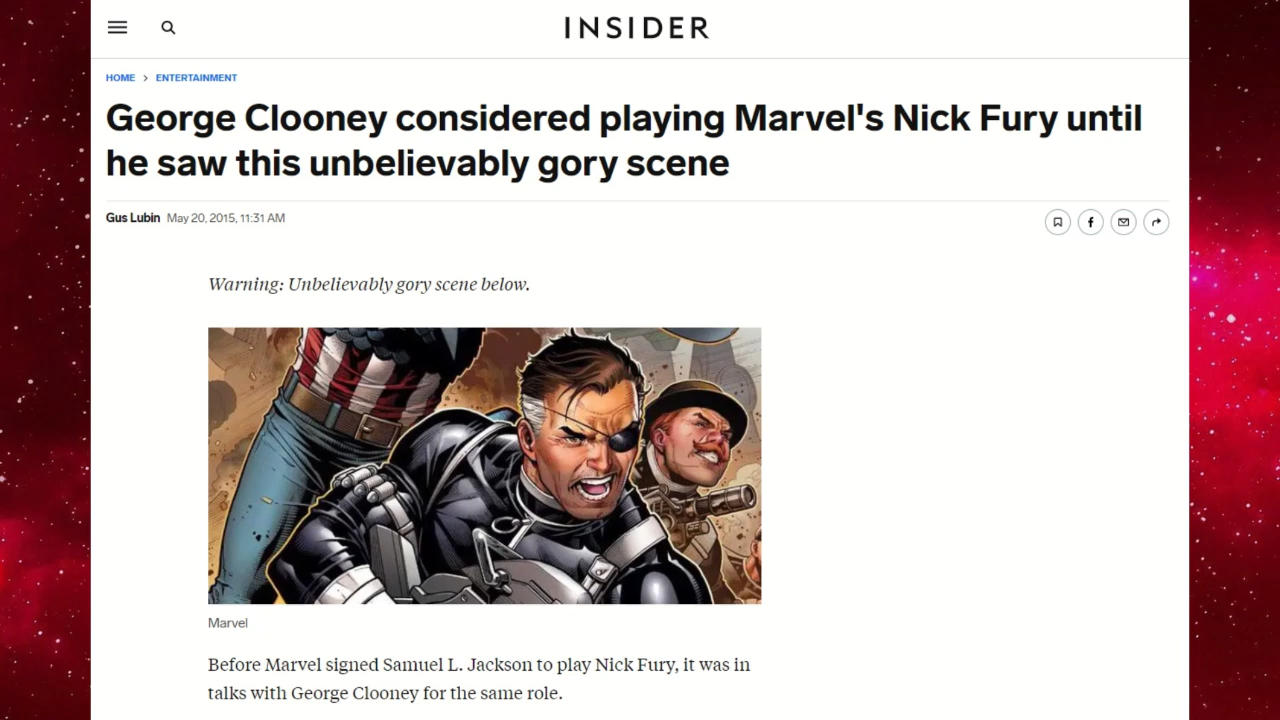 INSIDER
HOME > ENTERTAINMENT
George Clooney considered playing Marvel's Nick Fury until
he saw this unbelievably gory scene
Gus Lubin May 20, 2015, 11:31 AM
Warning: Unbelievably gory scene below.
Marvel
Before Marvel signed Samuel L. Jackson to play Nick Fury, it was in
talks with George Clooney for the same role.